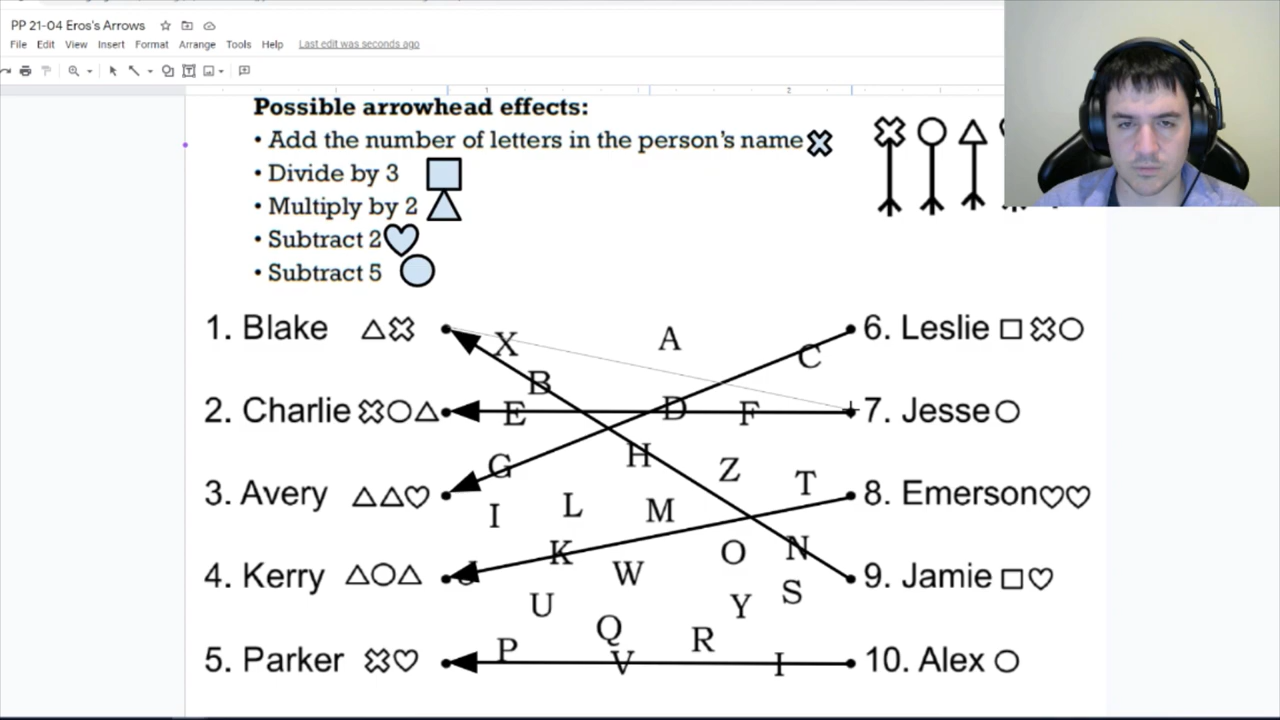 PP 21-04 Eros's Arrows
File Edit View Insert Format Arrange Tools Help Last edit was seconds ago
1 2
Possible arrowhead effects:
• Add the number of letters in the person's name
• Divide by 3
• Multiply by 2
• Subtract 2
• Subtract 5
1. Blake
6. Leslie
X A C
B
2. Charlie
7. Jesse
E D F
G H Z T
3. Avery
8. Emerson
I L M
K O N
4. Kerry
9. Jamie
J W S
U Y
Q R
5. Parker
10. Alex
P V I